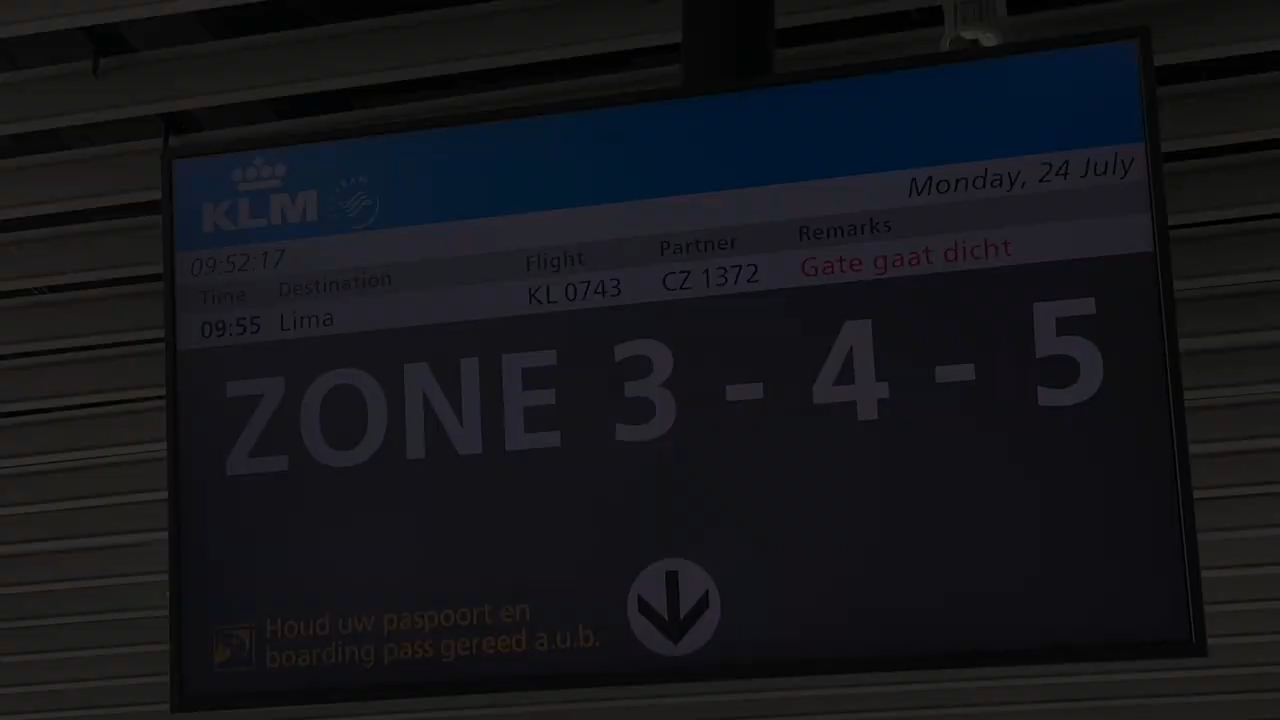 KLM
Monday, 24 July
09:52:17
Time Destination Flight Partner Remarks
09:55 Lima KL 0743 CZ 1372 Gate gaat dicht
ZONE 3 - 4 - 5
Houd uw paspoort en
boarding pass gereed a.u.b.